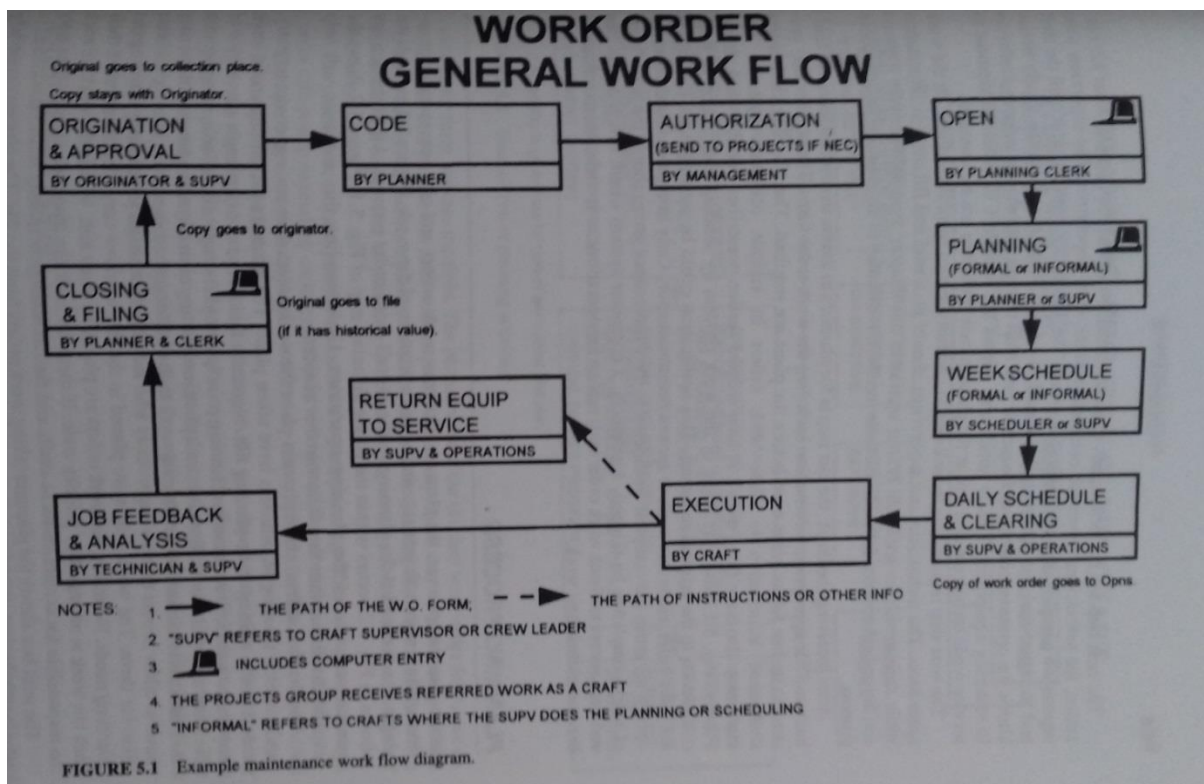 WORK ORDER
GENERAL WORK FLOW
Original goes to collection place.
Copy stays with Originator.
ORIGINATION
& APPROVAL
BY ORIGINATOR & SUPV
CODE
BY PLANNER
AUTHORIZATION
(SEND TO PROJECTS IF NEC)
BY MANAGEMENT
OPEN
BY PLANNING CLERK
Copy goes to originator.
PLANNING
(FORMAL or INFORMAL)
BY PLANNER or SUPV
CLOSING
& FILING
BY PLANNER & CLERK
Original goes to file
(if it has historical value).
WEEK SCHEDULE
(FORMAL or INFORMAL)
BY SCHEDULER or SUPV
RETURN EQUIP
TO SERVICE
BY SUPV & OPERATIONS
JOB FEEDBACK
& ANALYSIS
BY TECHNICIAN & SUPV
EXECUTION
BY CRAFT
DAILY SCHEDULE
& CLEARING
BY SUPV & OPERATIONS
Copy of work order goes to Opns.
NOTES: 1. THE PATH OF THE W.O. FORM; THE PATH OF INSTRUCTIONS OR OTHER INFO
2. "SUPV" REFERS TO CRAFT SUPERVISOR OR CREW LEADER
3. INCLUDES COMPUTER ENTRY
4. THE PROJECTS GROUP RECEIVES REFERRED WORK AS A CRAFT
5. "INFORMAL" REFERS TO CRAFTS WHERE THE SUPV DOES THE PLANNING OR SCHEDULING
FIGURE 5.1 Example maintenance work flow diagram.